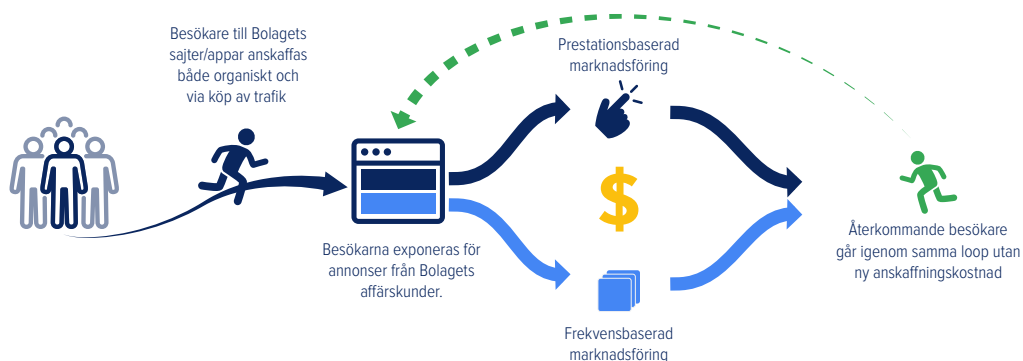 Besökare till Bolagets
sajter/appar anskaffas
både organiskt och
via köp av trafik
Besökarna exponeras för
annonser från Bolagets
affärskunder.
Prestationsbaserad
marknadsföring
$
Frekvensbaserad
marknadsföring
Återkommande besökare
går igenom samma loop utan
ny anskaffningskostnad